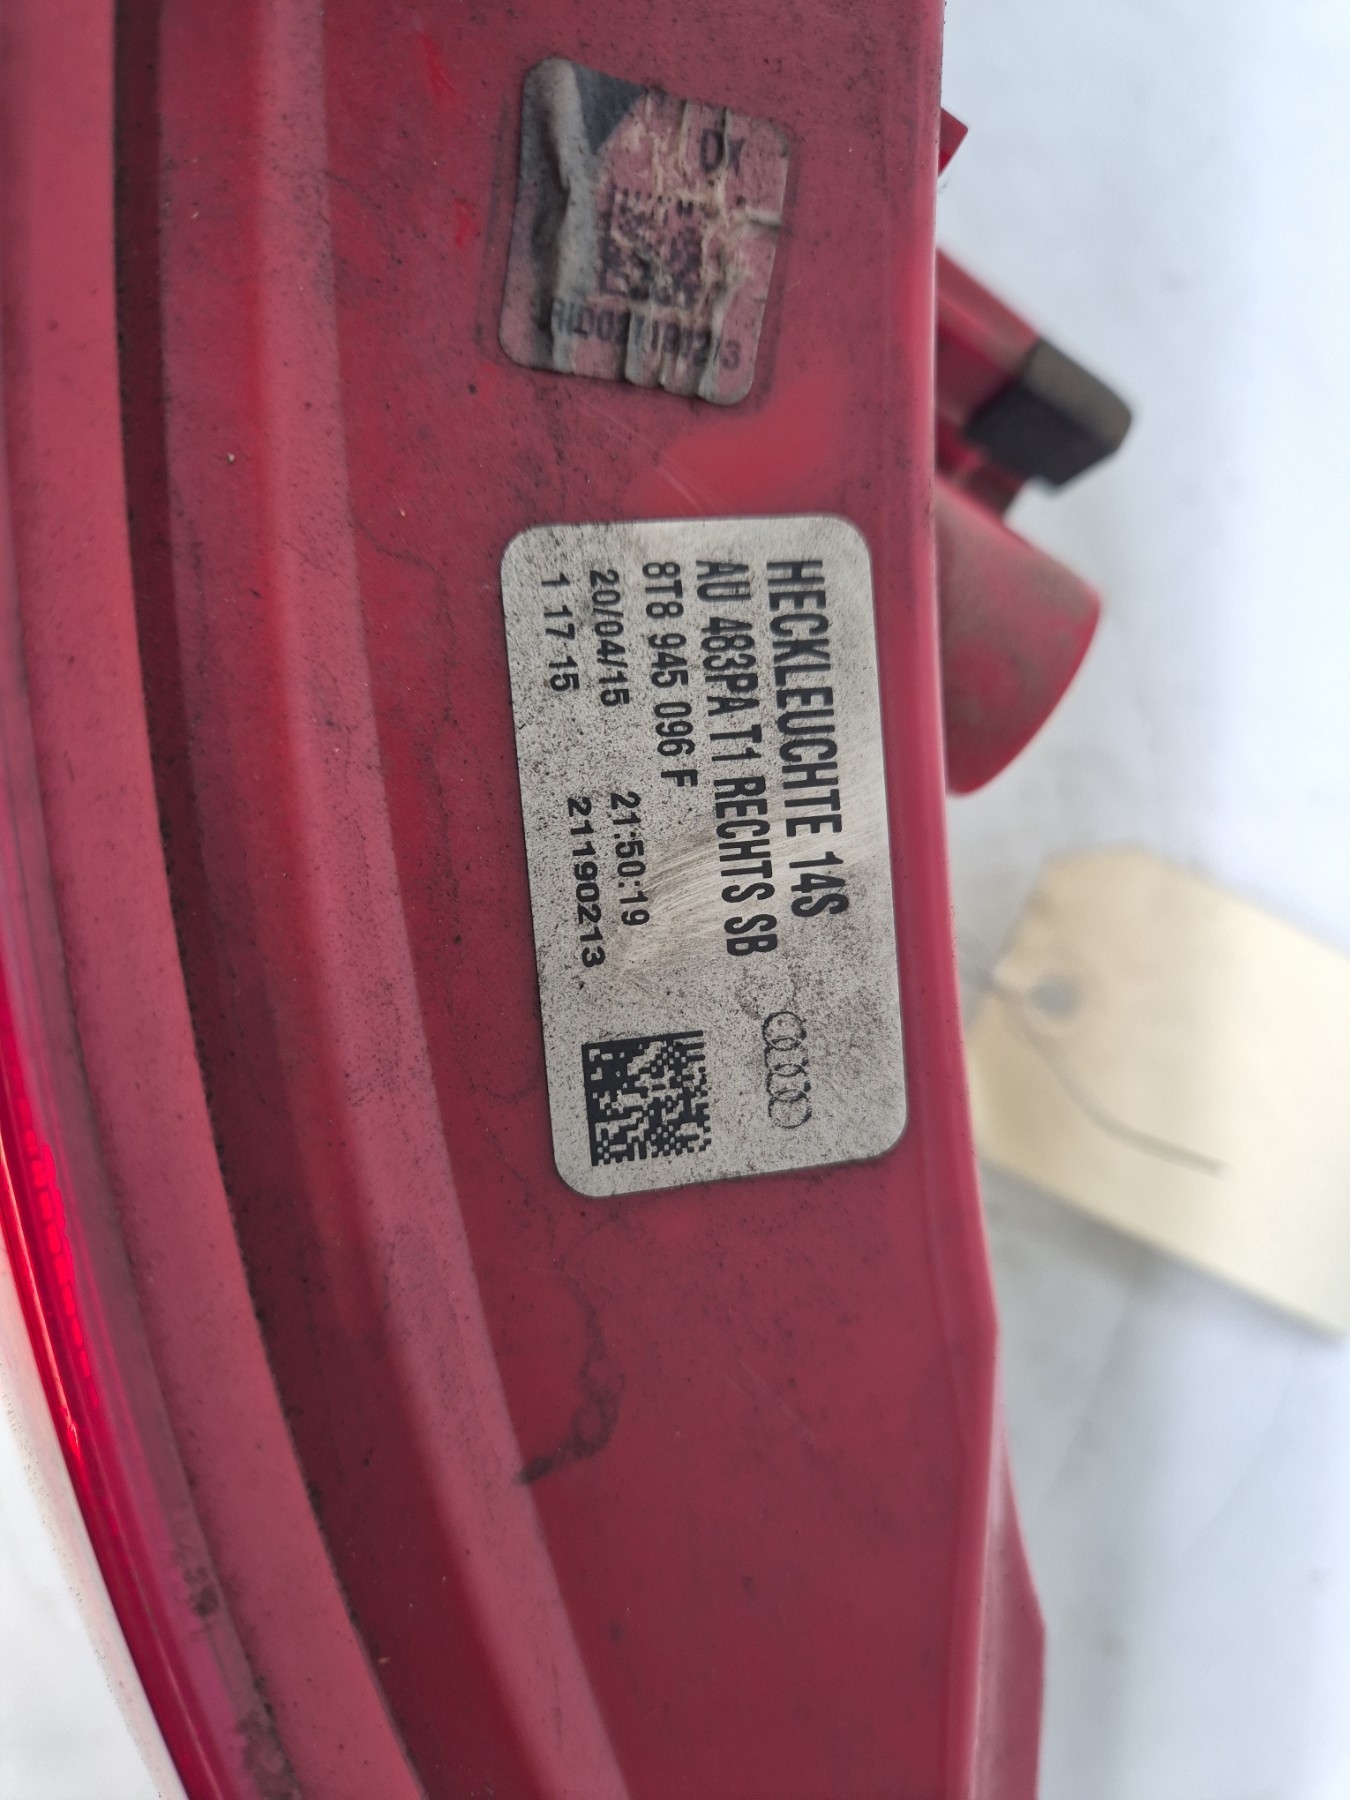 DX
HECKLEUCHTE 14S
AU 483PA T1 RECHTS SB
8T8 945 096 F
20/04/15 21:50:19
1 17 15 21190213